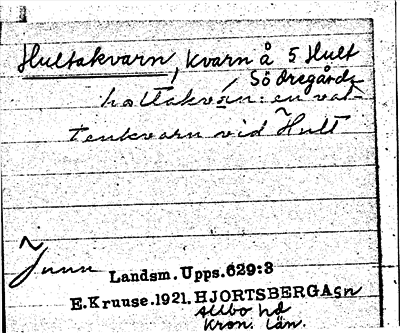 Hultakvarn, kvarn å 5 Hult
Södregårds
hɷltakván: en vat-
tenkvarn vid Hult
Landsm. Upps. 629:3
E. Kruuse. 1921. HJORTSBERGA sn
Allbo hd
Kron. län.